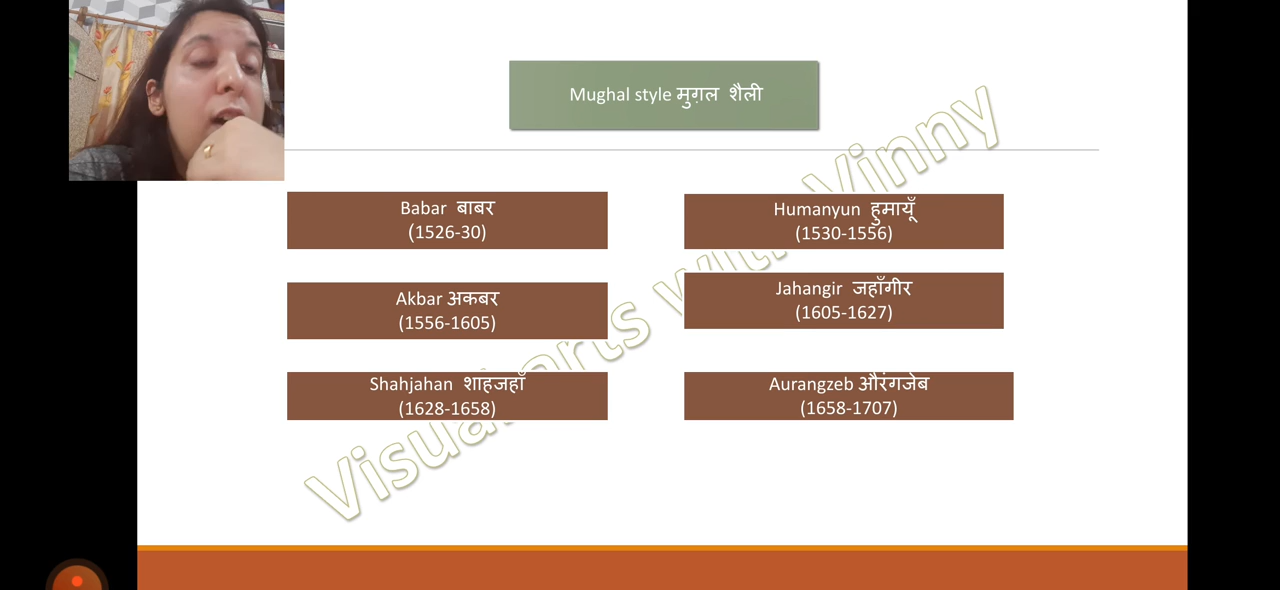 Mughal style मुग़ल शैली
Babar बाबर
(1526-30)
Humanyun हुमायूँ
(1530-1556)
Akbar अकबर
(1556-1605)
Jahangir जहाँगीर
(1605-1627)
Shahjahan शाहजहाँ
(1628-1658)
Aurangzeb औरंगजेब
(1658-1707)
Visual arts with Vinny